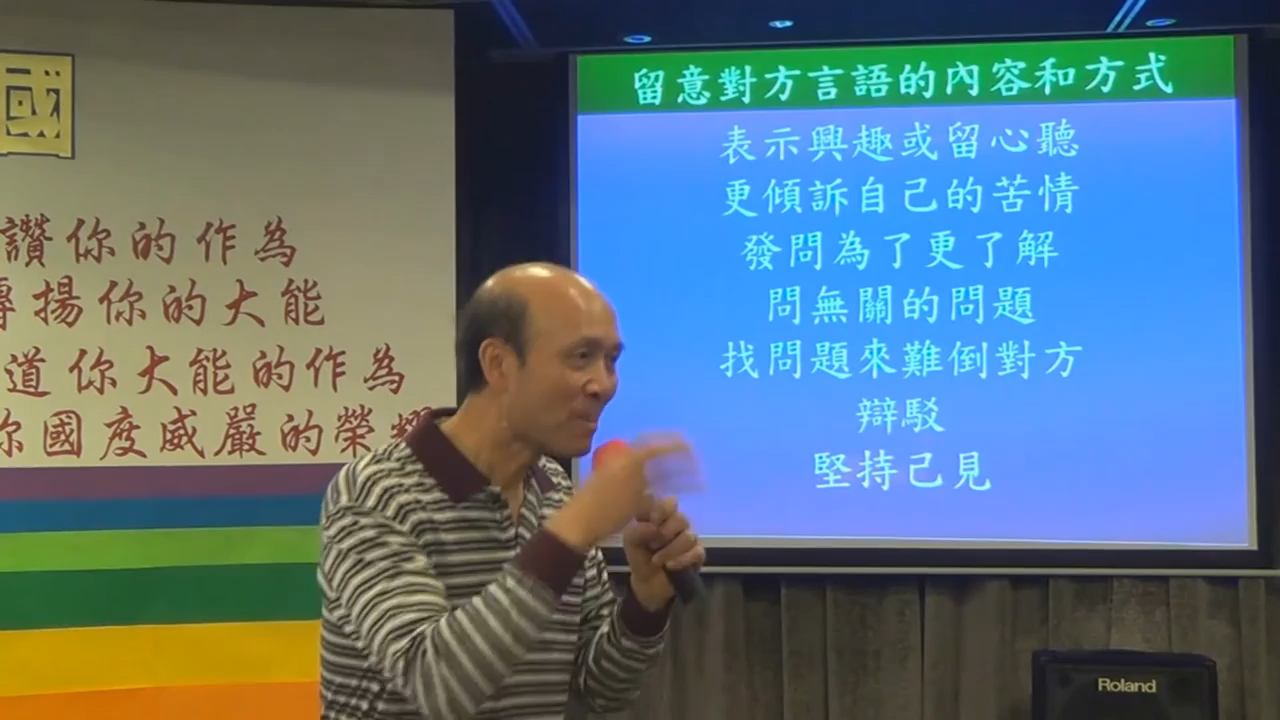 國
讚你的作為
揚你的大能
道你大能的作為
你國度威嚴的榮耀
留意對方言語的內容和方式
表示興趣或留心聽
更傾訴自己的苦情
發問為了更了解
問無關的問題
找問題來難倒對方
辯駁
堅持己見
Roland